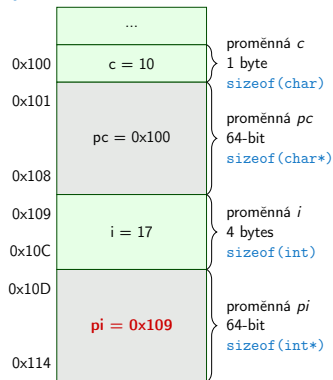 ...
0x100
c = 10
proměnná c
1 byte
sizeof(char)
0x101
pc = 0x100
0x108
proměnná pc
64-bit
sizeof(char*)
0x109
i = 17
0x10C
proměnná i
4 bytes
sizeof(int)
0x10D
pi = 0x109
0x114
proměnná pi
64-bit
sizeof(int*)